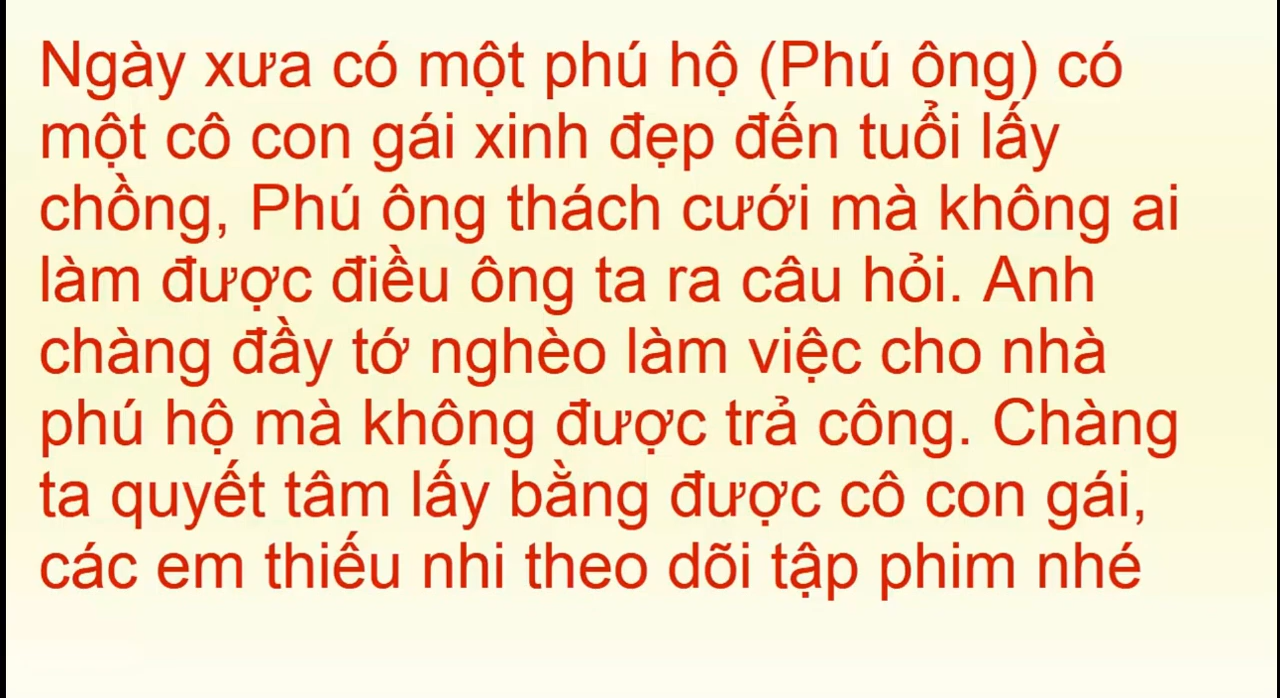 Ngày xưa có một phú hộ (Phú ông) có
một cô con gái xinh đẹp đến tuổi lấy
chồng, Phú ông thách cưới mà không ai
làm được điều ông ta ra câu hỏi. Anh
chàng đầy tớ nghèo làm việc cho nhà
phú hộ mà không được trả công. Chàng
ta quyết tâm lấy bằng được cô con gái,
các em thiếu nhi theo dõi tập phim nhé